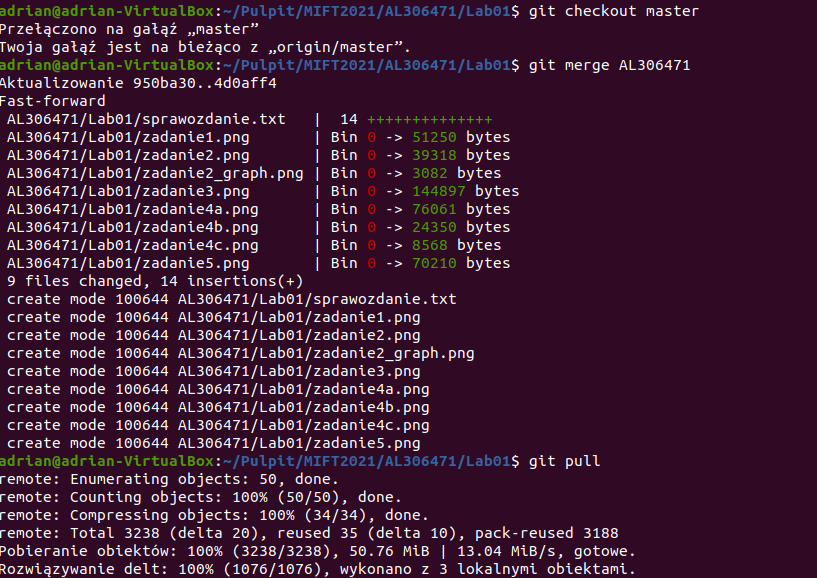 adrian@adrian-VirtualBox:~/Pulpit/MIFT2021/AL306471/Lab01$ git checkout master
Przełączono na gałąź „master”
Twoja gałąź jest na bieżąco z „origin/master”.
adrian@adrian-VirtualBox:~/Pulpit/MIFT2021/AL306471/Lab01$ git merge AL306471
Aktualizowanie 950ba30..4d0aff4
Fast-forward
 AL306471/Lab01/sprawozdanie.txt   |  14 ++++++++++++++
 AL306471/Lab01/zadanie1.png       | Bin 0 -> 51250 bytes
 AL306471/Lab01/zadanie2.png       | Bin 0 -> 39318 bytes
 AL306471/Lab01/zadanie2_graph.png | Bin 0 -> 3082 bytes
 AL306471/Lab01/zadanie3.png       | Bin 0 -> 144897 bytes
 AL306471/Lab01/zadanie4a.png      | Bin 0 -> 76061 bytes
 AL306471/Lab01/zadanie4b.png      | Bin 0 -> 24350 bytes
 AL306471/Lab01/zadanie4c.png      | Bin 0 -> 8568 bytes
 AL306471/Lab01/zadanie5.png       | Bin 0 -> 70210 bytes
 9 files changed, 14 insertions(+)
 create mode 100644 AL306471/Lab01/sprawozdanie.txt
 create mode 100644 AL306471/Lab01/zadanie1.png
 create mode 100644 AL306471/Lab01/zadanie2.png
 create mode 100644 AL306471/Lab01/zadanie2_graph.png
 create mode 100644 AL306471/Lab01/zadanie3.png
 create mode 100644 AL306471/Lab01/zadanie4a.png
 create mode 100644 AL306471/Lab01/zadanie4b.png
 create mode 100644 AL306471/Lab01/zadanie4c.png
 create mode 100644 AL306471/Lab01/zadanie5.png
adrian@adrian-VirtualBox:~/Pulpit/MIFT2021/AL306471/Lab01$ git pull
remote: Enumerating objects: 50, done.
remote: Counting objects: 100% (50/50), done.
remote: Compressing objects: 100% (34/34), done.
remote: Total 3238 (delta 20), reused 35 (delta 10), pack-reused 3188
Pobieranie obiektów: 100% (3238/3238), 50.76 MiB | 13.04 MiB/s, gotowe.
Rozwiązywanie delt: 100% (1076/1076), wykonano z 3 lokalnymi obiektami.